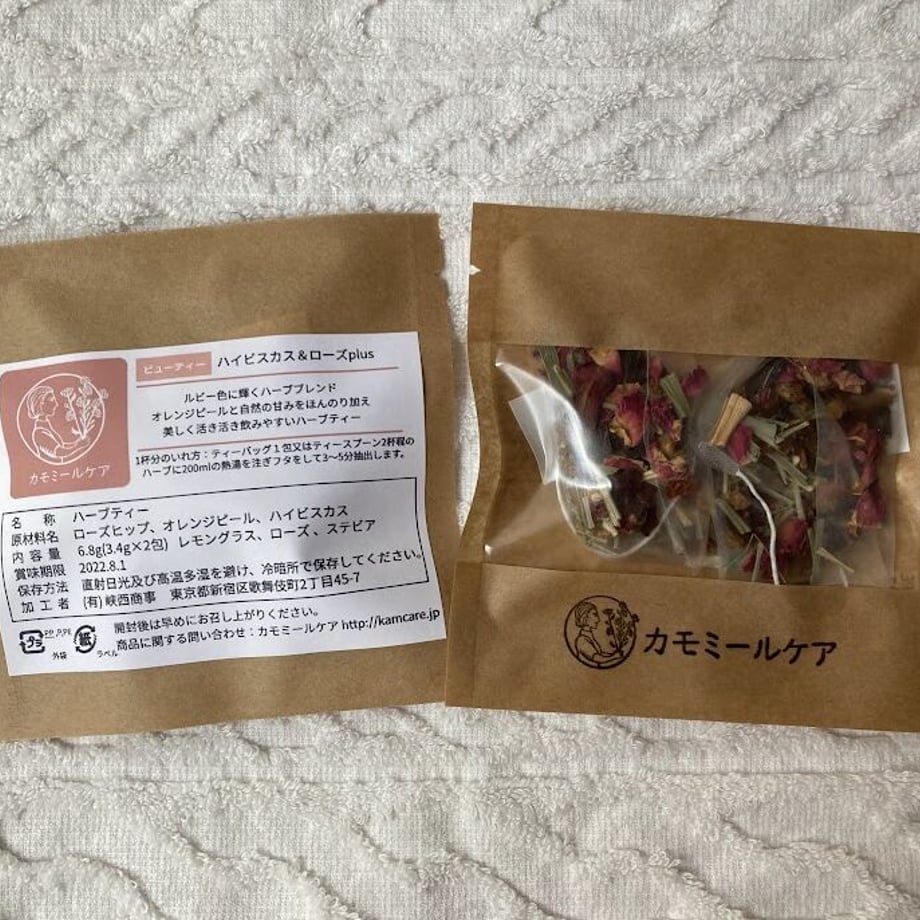 カモミールケア
ビューティー ハイビスカス＆ローズplus
ルビー色に輝くハーブブレンド
オレンジピールと自然の甘みをほんのり加え
美しく活き活き飲みやすいハーブティー
1杯分のいれ方：ティーバッグ１包又はティースプーン2杯程の
ハーブに200mlの熱湯を注ぎフタをして3～5分抽出します。
名 称 ハーブティー
原材料名 ローズヒップ、オレンジピール、ハイビスカス
内 容 量 6.8g(3.4g×2包) レモングラス、ローズ 、ステビア
賞味期限 2022.8.1
保存方法 直射日光及び高温多湿を避け、冷暗所で保存してください。
加 工 者 (有)峡西商事 東京都新宿区歌舞伎町2丁目45-7
開封後は早めにお召し上がりください。
商品に関する問い合わせ：カモミールケア http://kamcare.jp
プラ PP ,P,PE 外袋
紙 ラベル
カモミールケア